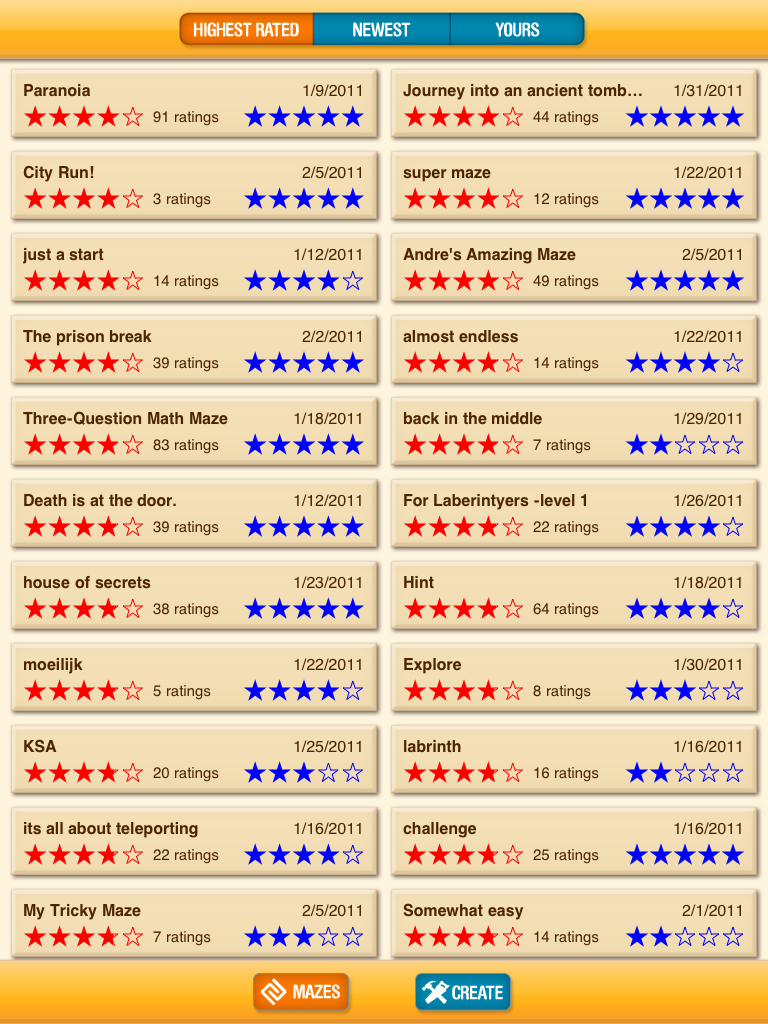 HIGHEST RATED NEWEST YOURS
Paranoia 1/9/2011
91 ratings
Journey into an ancient tomb... 1/31/2011
44 ratings
City Run! 2/5/2011
3 ratings
super maze 1/22/2011
12 ratings
just a start 1/12/2011
14 ratings
Andre's Amazing Maze 2/5/2011
49 ratings
The prison break 2/2/2011
39 ratings
almost endless 1/22/2011
14 ratings
Three-Question Math Maze 1/18/2011
83 ratings
back in the middle 1/29/2011
7 ratings
Death is at the door. 1/12/2011
39 ratings
For Laberintyers -level 1 1/26/2011
22 ratings
house of secrets 1/23/2011
38 ratings
Hint 1/18/2011
64 ratings
moeilijk 1/22/2011
5 ratings
Explore 1/30/2011
8 ratings
KSA 1/25/2011
20 ratings
labrinth 1/16/2011
16 ratings
its all about teleporting 1/16/2011
22 ratings
challenge 1/16/2011
25 ratings
My Tricky Maze 2/5/2011
7 ratings
Somewhat easy 2/1/2011
14 ratings
MAZES CREATE